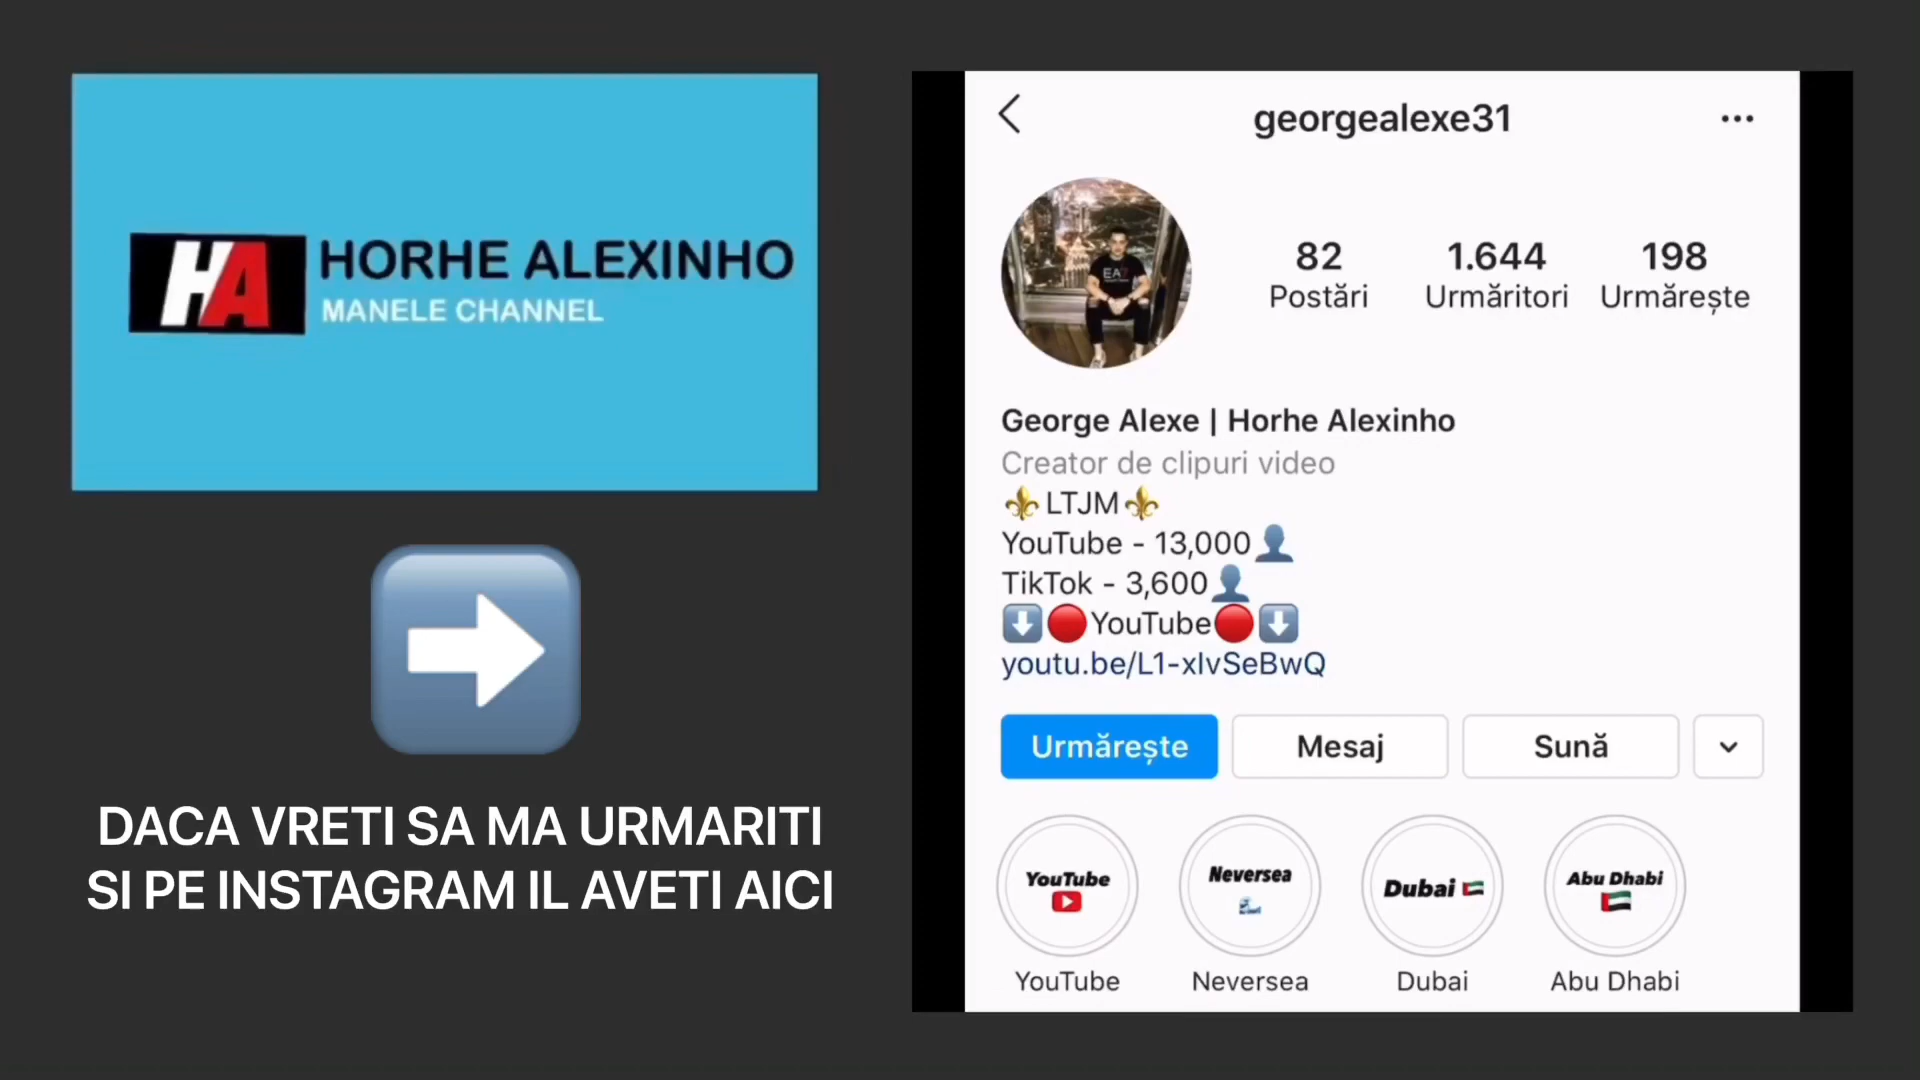 HA
HORHE ALEXINHO
MANELE CHANNEL
DACA VRETI SA MA URMARITI
SI PE INSTAGRAM IL AVETI AICI
georgealexe31
EA7
82
1.644
198
Postări
Urmăritori
Urmărește
George Alexe | Horhe Alexinho
Creator de clipuri video
⚜️LTJM⚜️
YouTube - 13,000👤
TikTok - 3,600👤
⬇️🔴YouTube🔴⬇️
youtu.be/L1-xIvSeBwQ
Urmărește
Mesaj
Sună
YouTube
Neversea
Dubai 🇦🇪
Abu Dhabi
🇦🇪
YouTube
Neversea
Dubai
Abu Dhabi